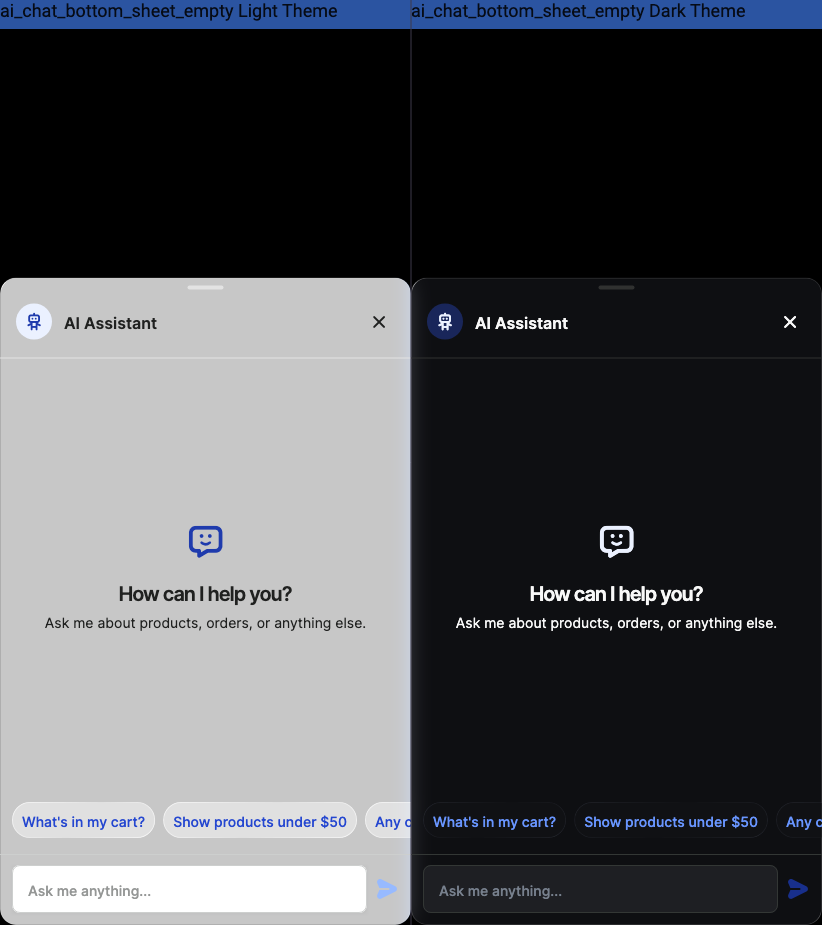 ai_chat_bottom_sheet_empty Light Theme
ai_chat_bottom_sheet_empty Dark Theme
AI Assistant
How can I help you?
Ask me about products, orders, or anything else.
What's in my cart?
Show products under $50
Any
Ask me anything...
AI Assistant
How can I help you?
Ask me about products, orders, or anything else.
What's in my cart?
Show products under $50
Any
Ask me anything...